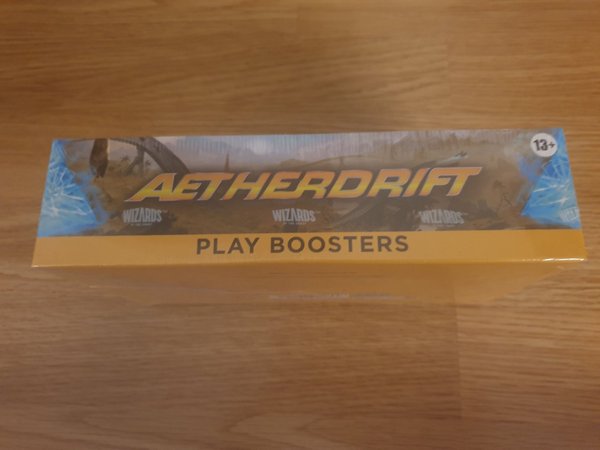 13+
AETHERDRIFT
WIZARDS WIZARDS WIZARDS
PLAY BOOSTERS